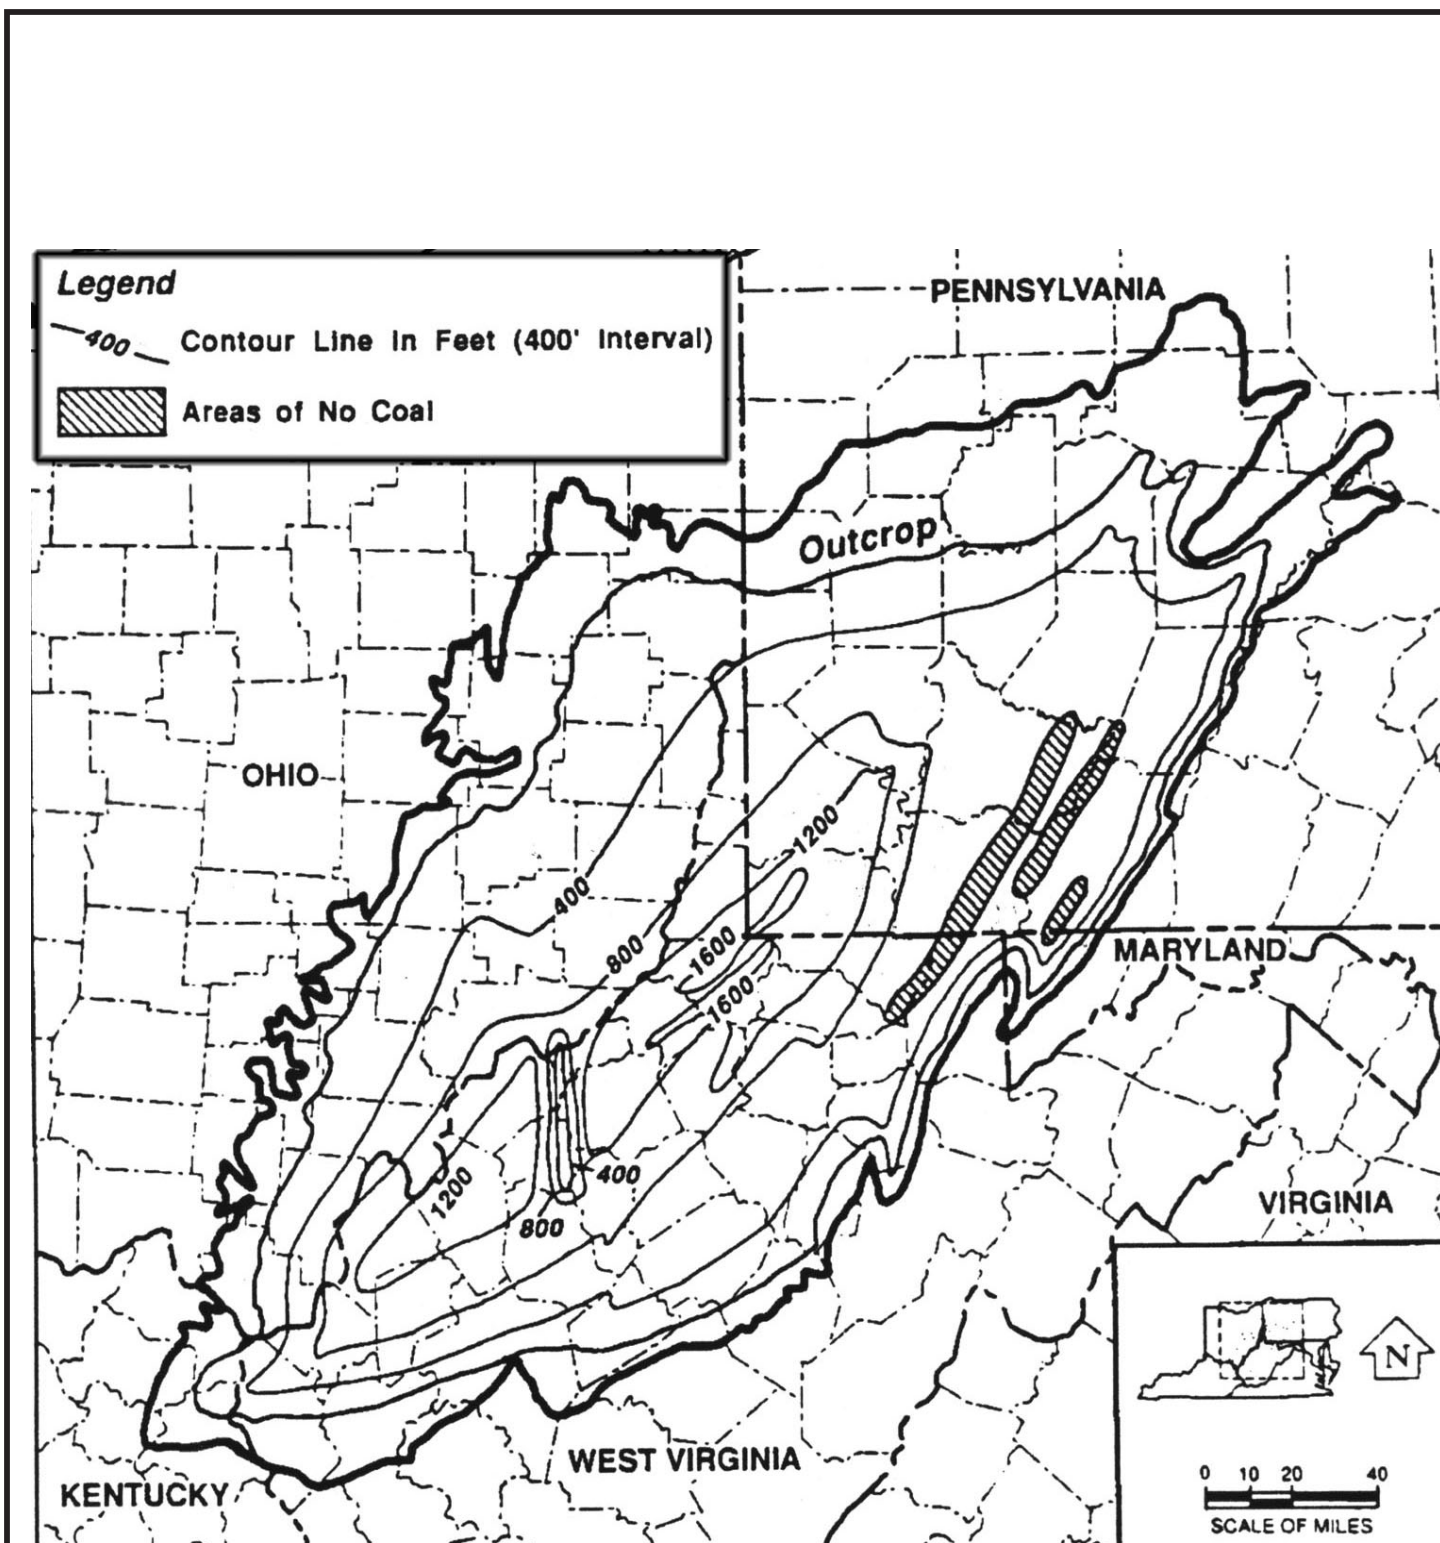 Legend
400
Contour Line In Feet (400' Interval)
Areas of No Coal
PENNSYLVANIA
Outcrop
OHIO
1200
400
800
1600
1600
MARYLAND
400
1200
800
VIRGINIA
WEST VIRGINIA
KENTUCKY
N
0 10 20 40
SCALE OF MILES